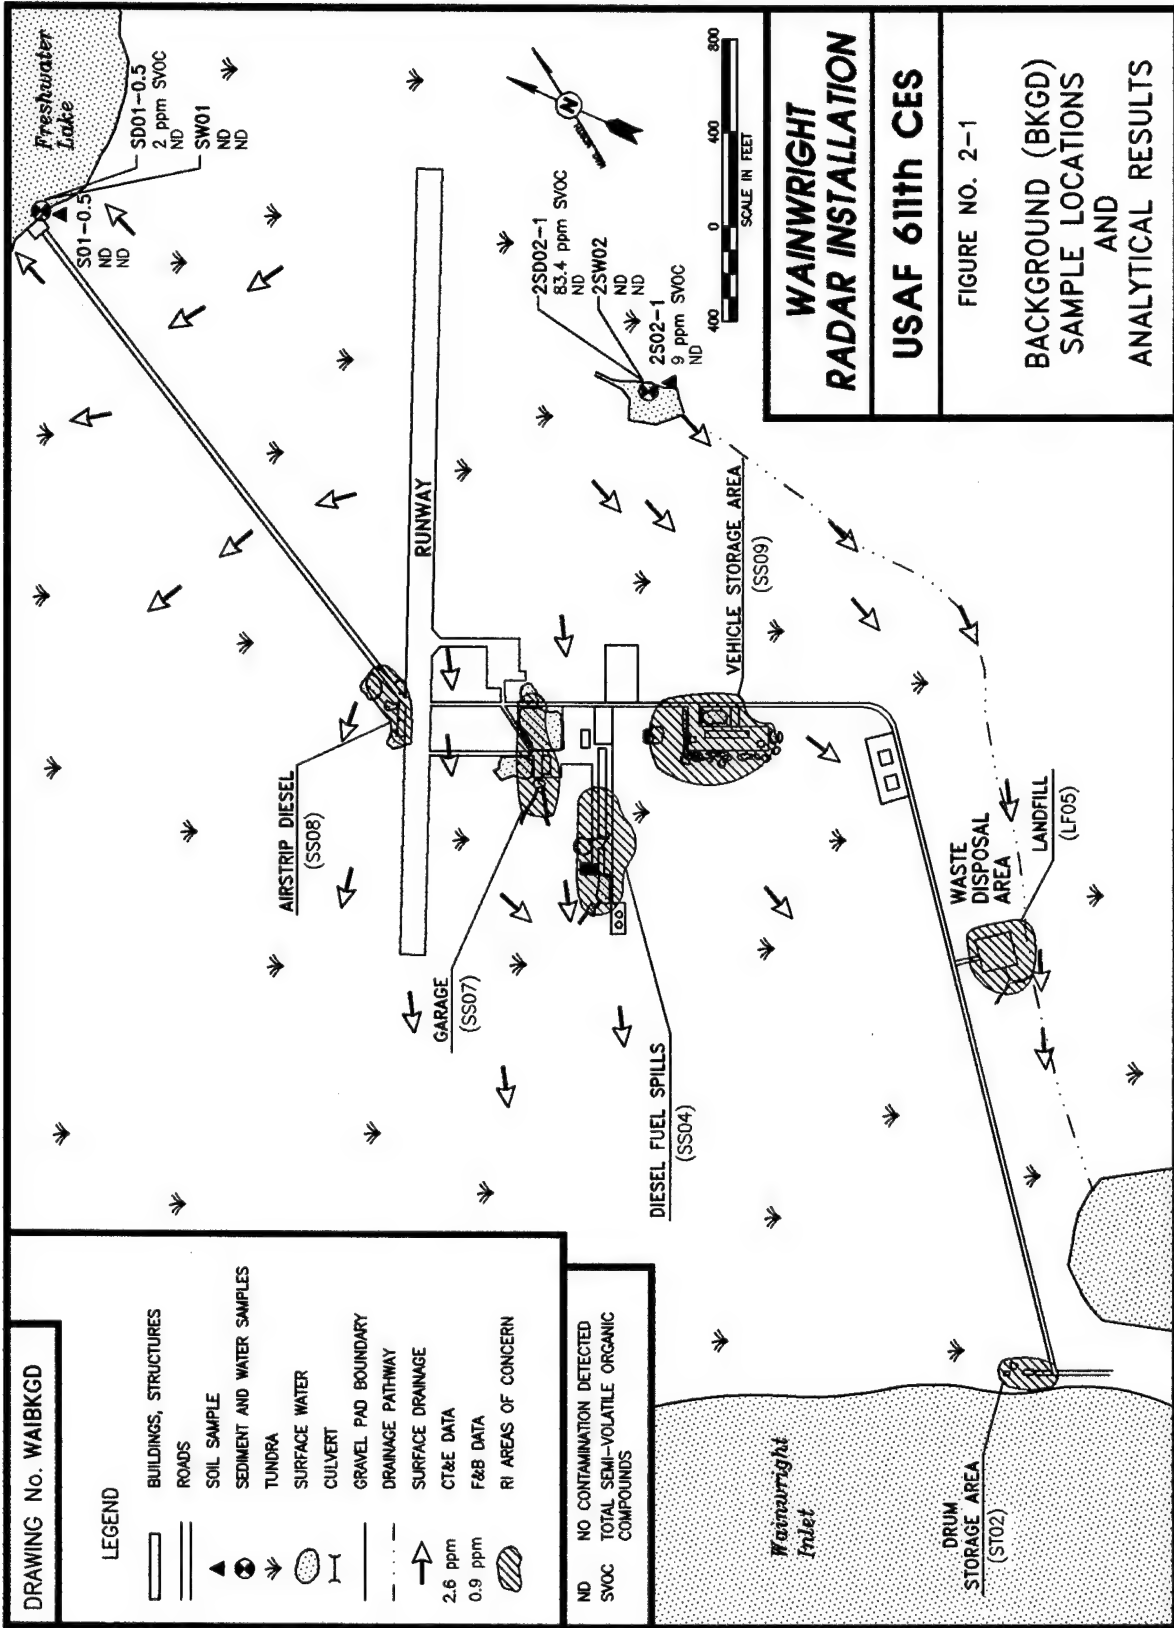 DRAWING No. WAIBKGD
LEGEND
BUILDINGS, STRUCTURES
ROADS
SOIL SAMPLE
SEDIMENT AND WATER SAMPLES
TUNDRA
SURFACE WATER
CULVERT
GRAVEL PAD BOUNDARY
DRAINAGE PATHWAY
SURFACE DRAINAGE
2.6 ppm CT&E DATA
0.9 ppm F&B DATA
RI AREAS OF CONCERN
ND NO CONTAMINATION DETECTED
SVOC TOTAL SEMI-VOLATILE ORGANIC
COMPOUNDS
Freshwater
Lake
SD01-0.5
2 ppm SVOC
ND
SW01
ND
ND
S01-0.5
ND
ND
RUNWAY
AIRSTRIP DIESEL
(SS08)
GARAGE
(SS07)
DIESEL FUEL SPILLS
(SS04)
2SD02-1
83.4 ppm SVOC
ND
2SW02
ND
ND
2S02-1
9 ppm SVOC
ND
VEHICLE STORAGE AREA
(SS09)
WASTE
DISPOSAL
AREA
LANDFILL
(LF05)
Wainwright
Inlet
DRUM
STORAGE AREA
(ST02)
N
400 0 400 800
SCALE IN FEET
WAINWRIGHT
RADAR INSTALLATION
USAF 611th CES
FIGURE NO. 2-1
BACKGROUND (BKGD)
SAMPLE LOCATIONS
AND
ANALYTICAL RESULTS